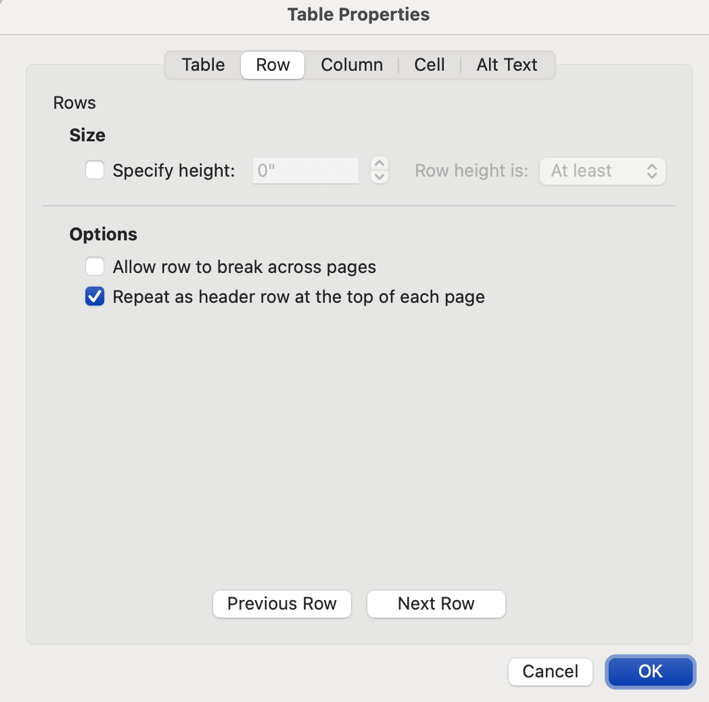 Table Properties
Table Row Column Cell Alt Text
Rows
Size
Specify height: 0" Row height is: At least
Options
Allow row to break across pages
Repeat as header row at the top of each page
Previous Row Next Row
Cancel OK